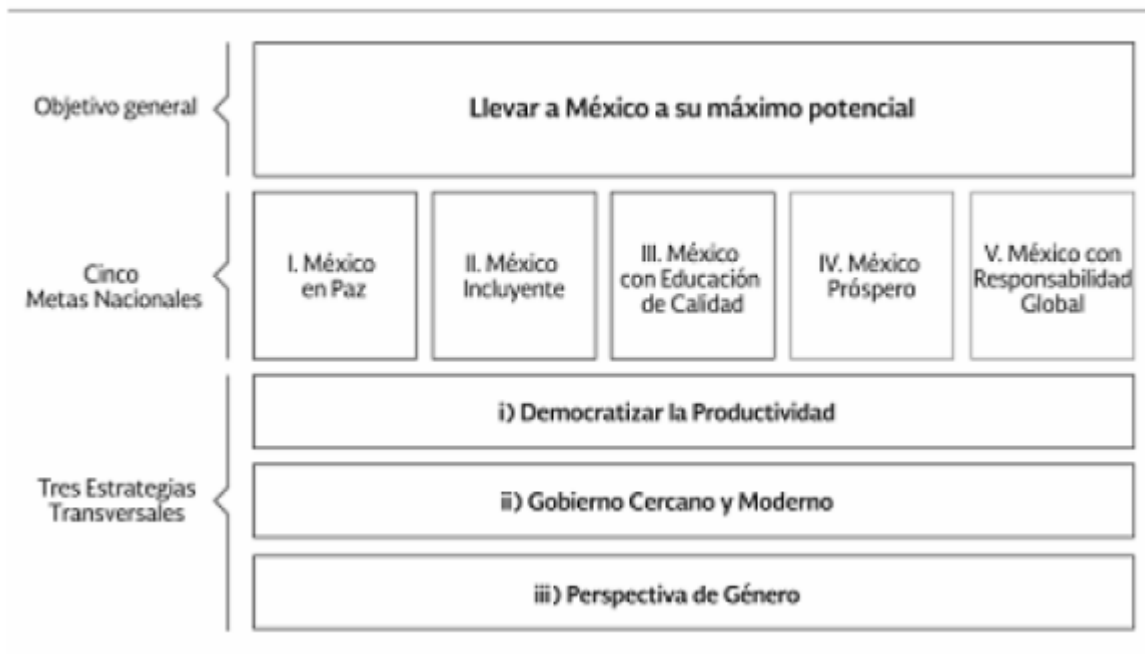 Objetivo general
Llevar a México a su máximo potencial
Cinco
Metas Nacionales
I. México
en Paz
II. México
Incluyente
III. México
con Educación
de Calidad
IV. México
Próspero
V. México con
Responsabilidad
Global
Tres Estrategias
Transversales
i) Democratizar la Productividad
ii) Gobierno Cercano y Moderno
iii) Perspectiva de Género